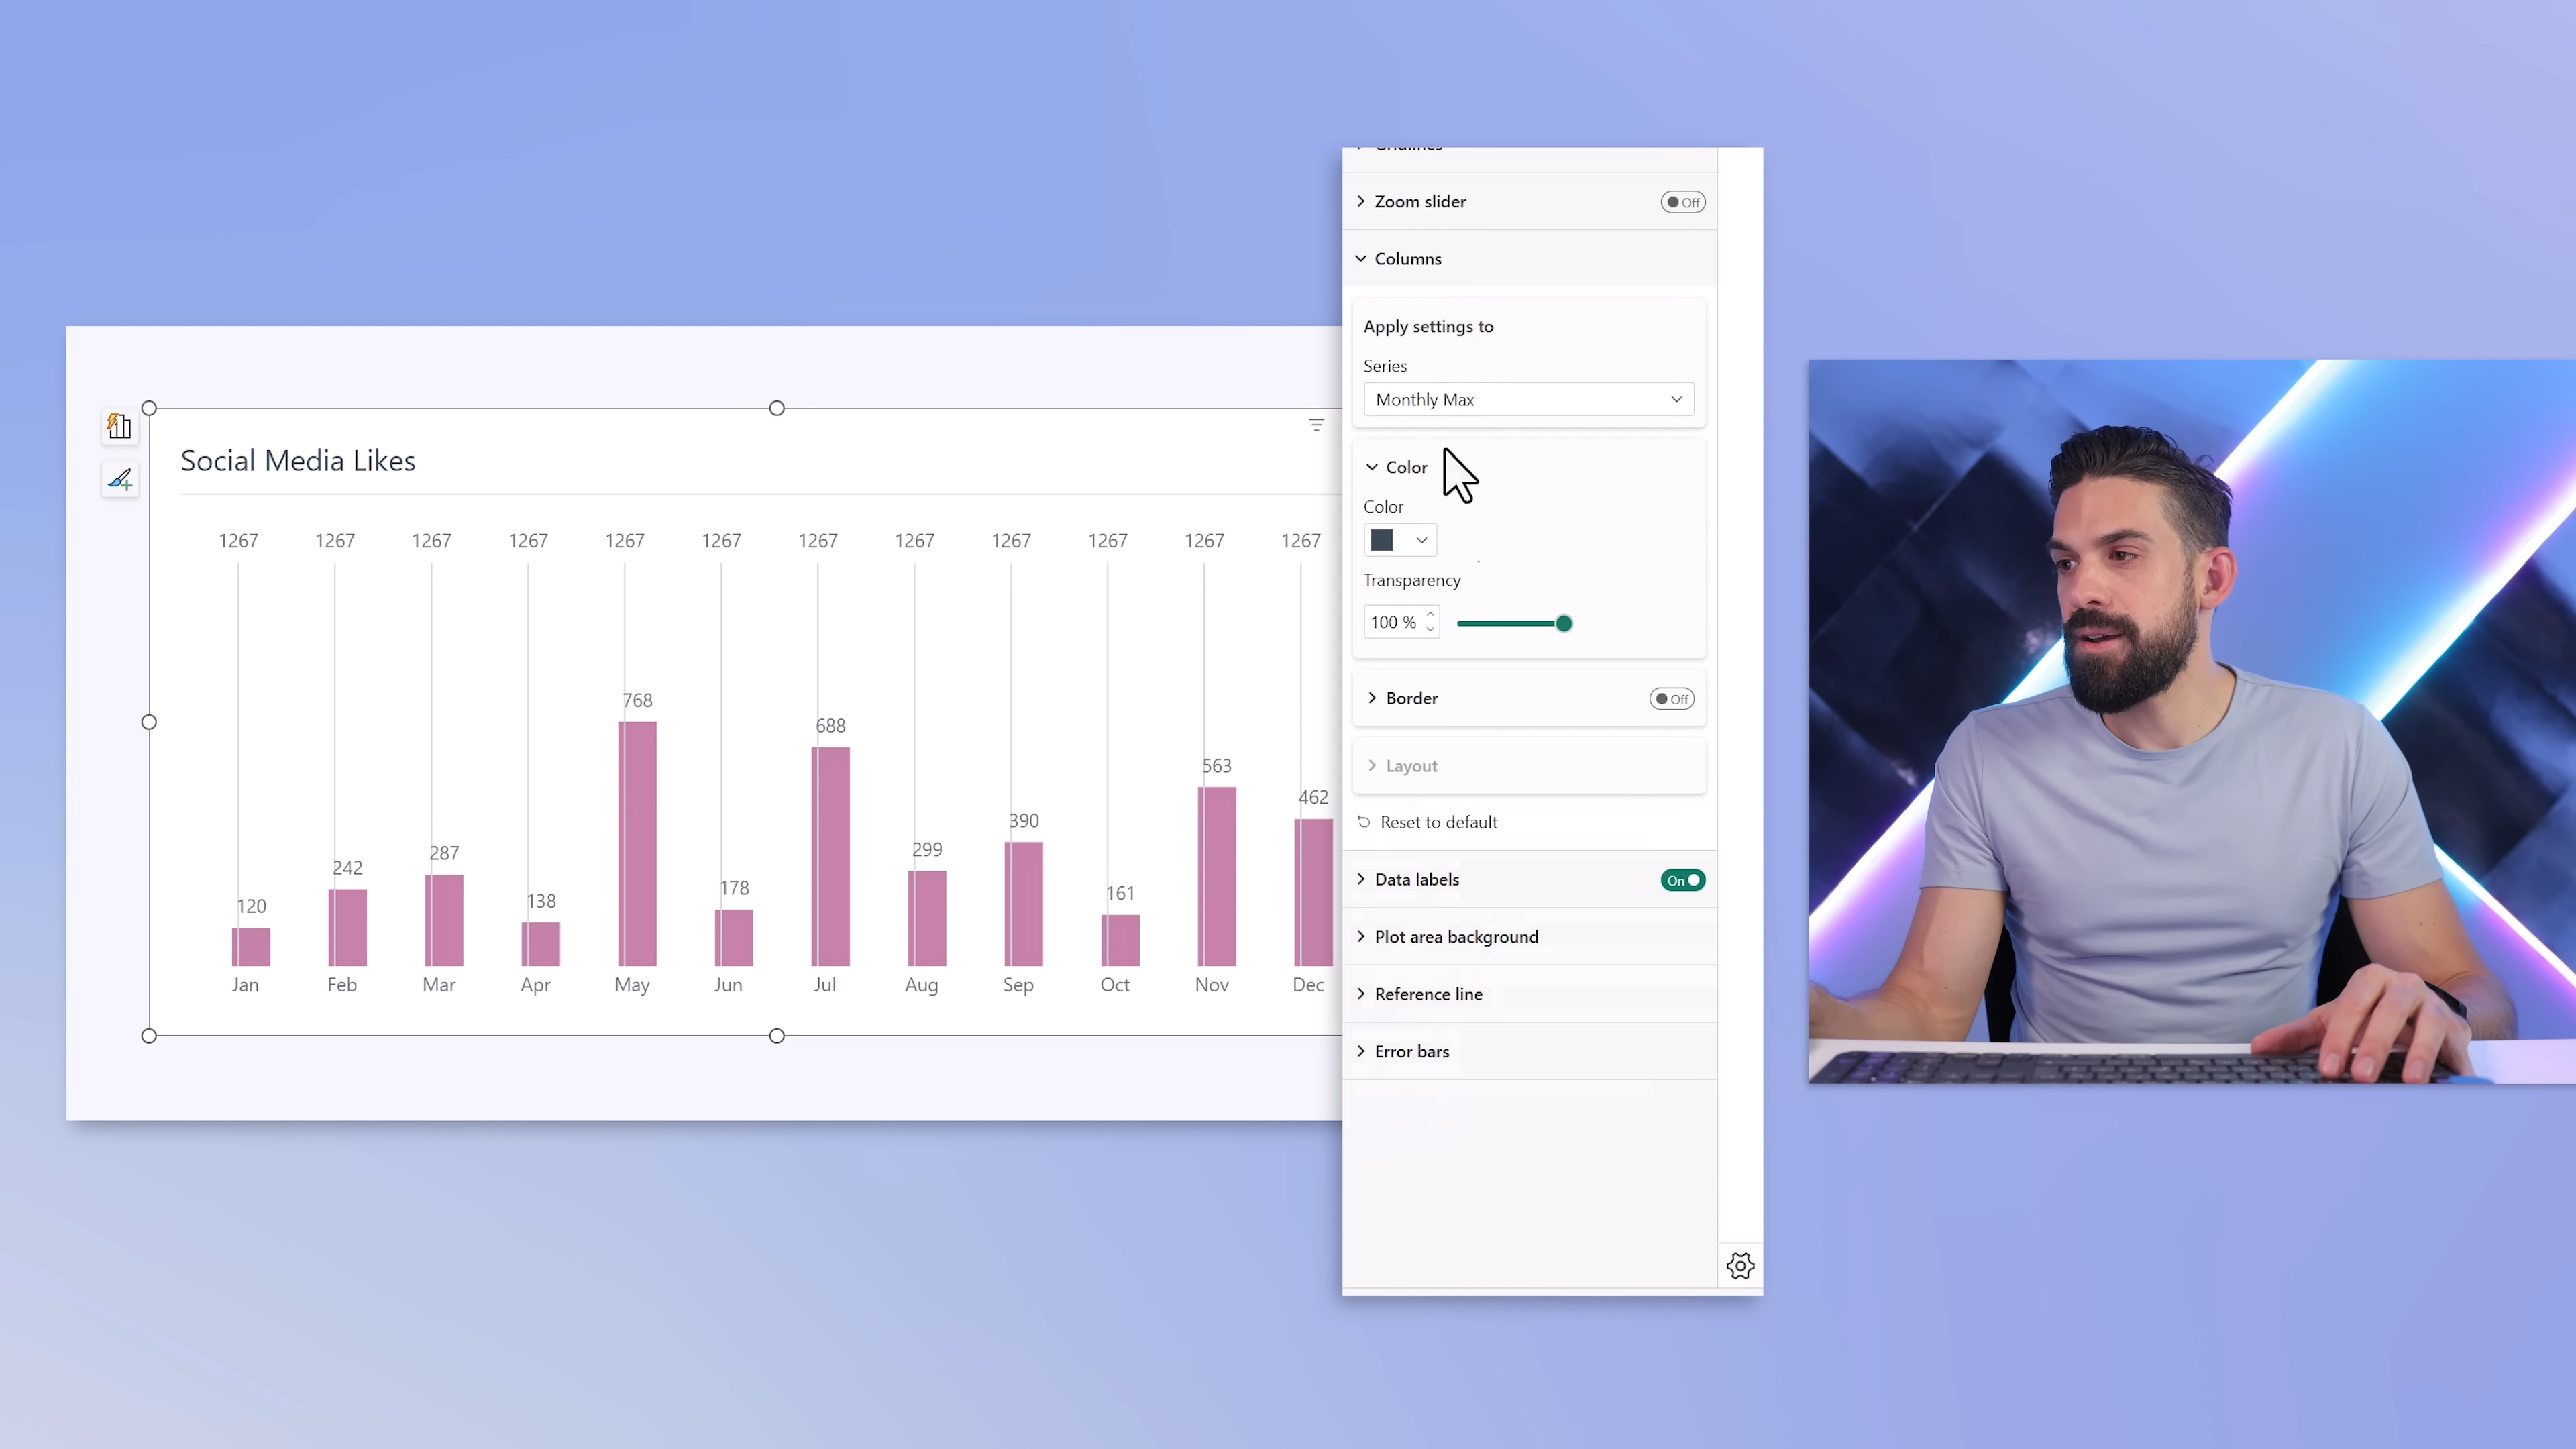 Gridlines
Zoom slider
Off
Columns
Apply settings to
Series
Monthly Max
Color
Color
Transparency
100 %
Border
Off
Layout
Reset to default
Data labels
On
Plot area background
Reference line
Error bars
Social Media Likes
1267 1267 1267 1267 1267 1267 1267 1267 1267 1267 1267 1267
120 242 287 138 768 178 688 299 390 161 563 462
Jan Feb Mar Apr May Jun Jul Aug Sep Oct Nov Dec